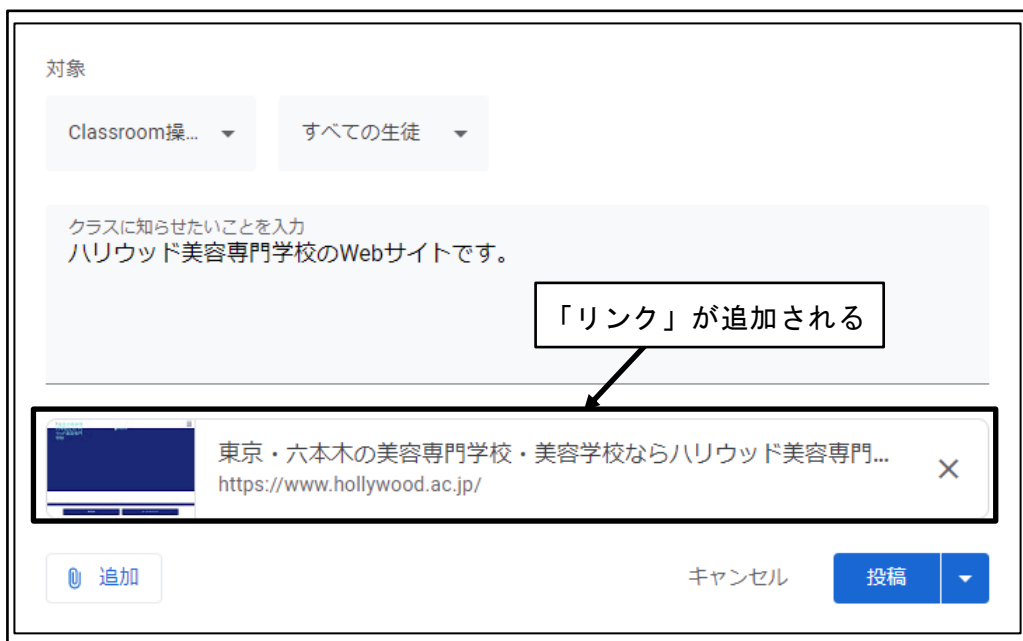 対象
Classroom操... すべての生徒
クラスに知らせたいことを入力
ハリウッド美容専門学校のWebサイトです。
「リンク」が追加される
東京・六本木の美容専門学校・美容学校ならハリウッド美容専門...
https://www.hollywood.ac.jp/
追加 キャンセル 投稿